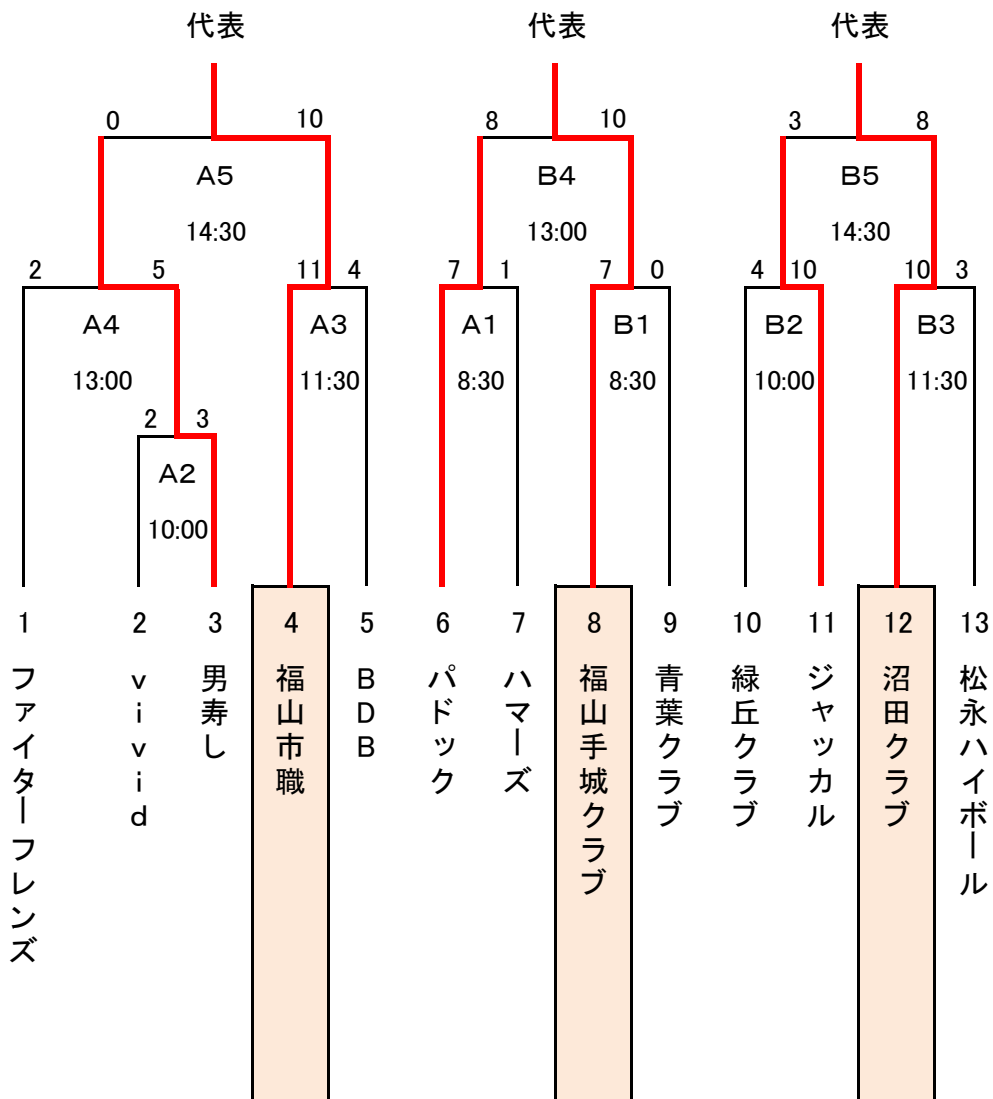 代表 代表 代表
0 10 8 10 3 8
A5 B4 B5
14:30 13:00 14:30
2 5 11 4 7 1 7 0 4 10 10 3
A4 A3 A1 B1 B2 B3
13:00 11:30 8:30 8:30 10:00 11:30
2 3
A2
10:00
1 2 3 4 5 6 7 8 9 10 11 12 13
ファイターフレンズ
vivid
男寿し
福山市職
BDB
パドック
ハマーズ
福山手城クラブ
青葉クラブ
緑丘クラブ
ジャッカル
沼田クラブ
松永ハイボール